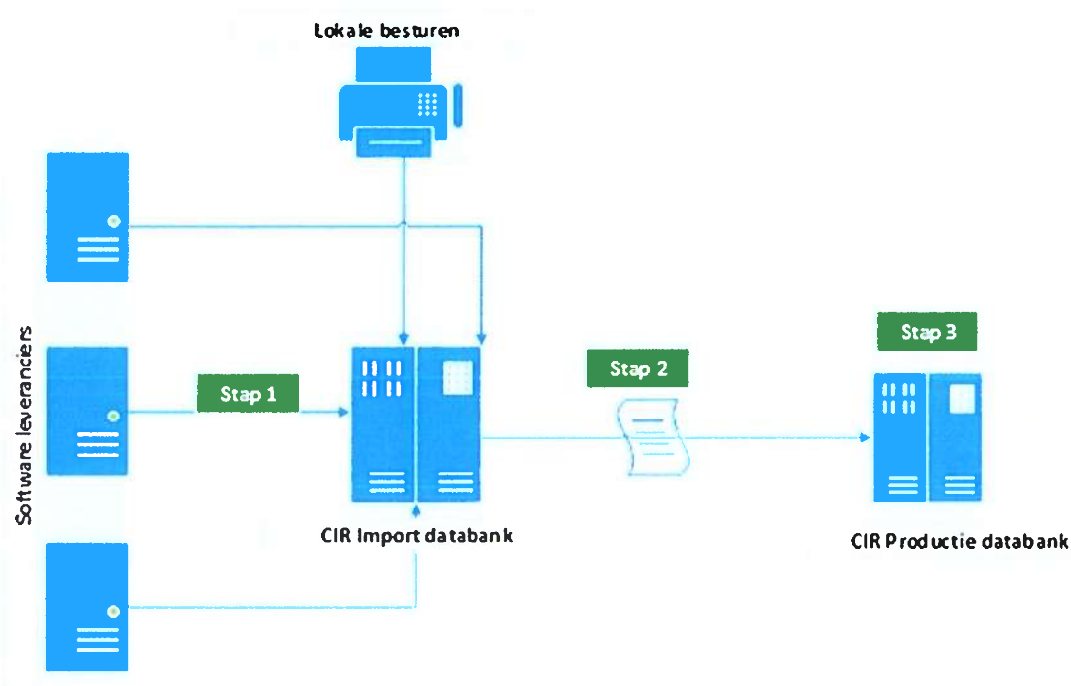 Lokale besturen
Software leveranciers
Stap 1
Stap 2
Stap 3
CIR Import databank
CIR Productie databank